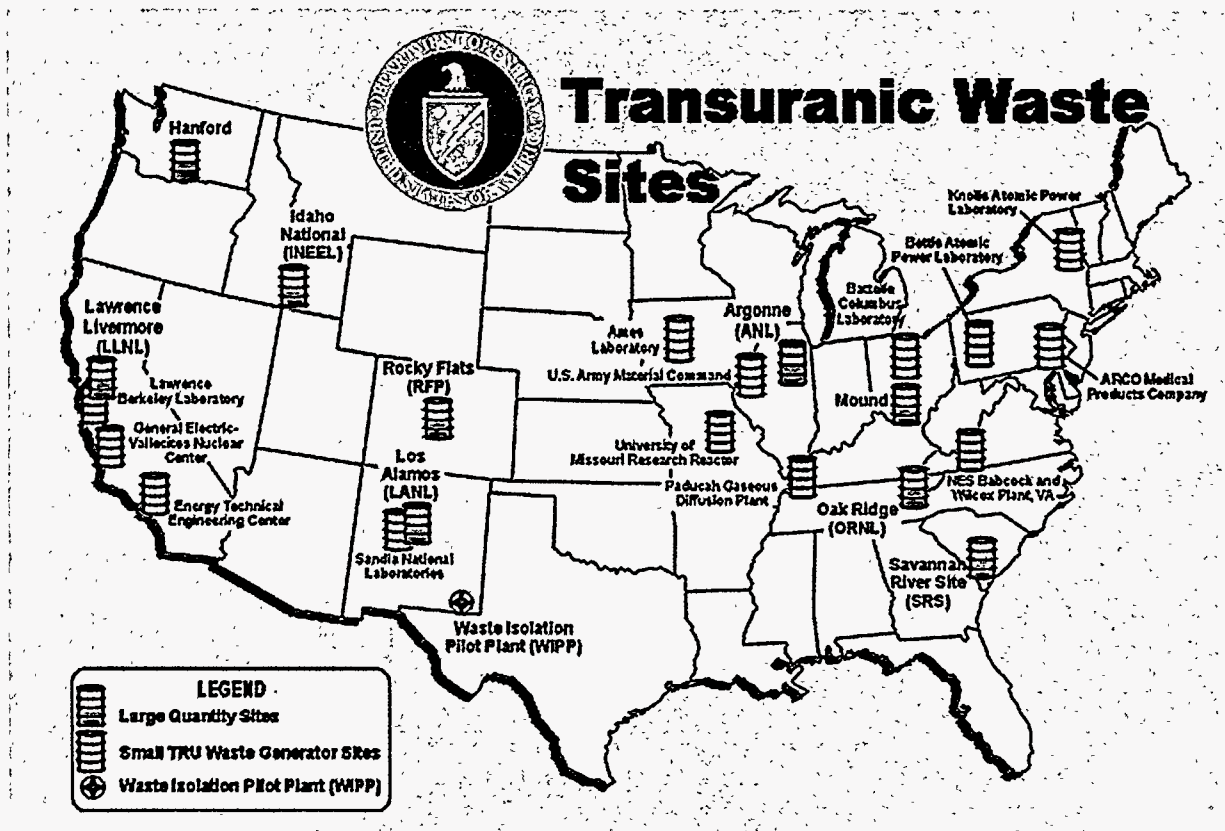 Transuranic Waste
Sites
Hanford
Idaho
National
(INEEL)
Lawrence
Livermore
(LLNL)
Lawrence
Berkeley Laboratory
General Electric-
Vallecitos Nuclear
Center
Energy Technical
Engineering Center
Rocky Flats
(RFP)
Los
Alamos
(LANL)
Sandia National
Laboratories
Waste Isolation
Pilot Plant (WIPP)
Ames
Laboratory
U.S. Army Material Command
Argonne
(ANL)
University of
Missouri Research Reactor
Paducah Gaseous
Diffusion Plant
Battelle
Columbus
Laboratory
Mound
Oak Ridge
(ORNL)
Savannah
River Site
(SRS)
NES Babcock and
Wilcox Plant, VA
ARCO Medical
Products Company
Bettis Atomic
Power Laboratory
Knolls Atomic Power
Laboratory
LEGEND
Large Quantity Sites
Small TRU Waste Generator Sites
Waste Isolation Pilot Plant (WIPP)